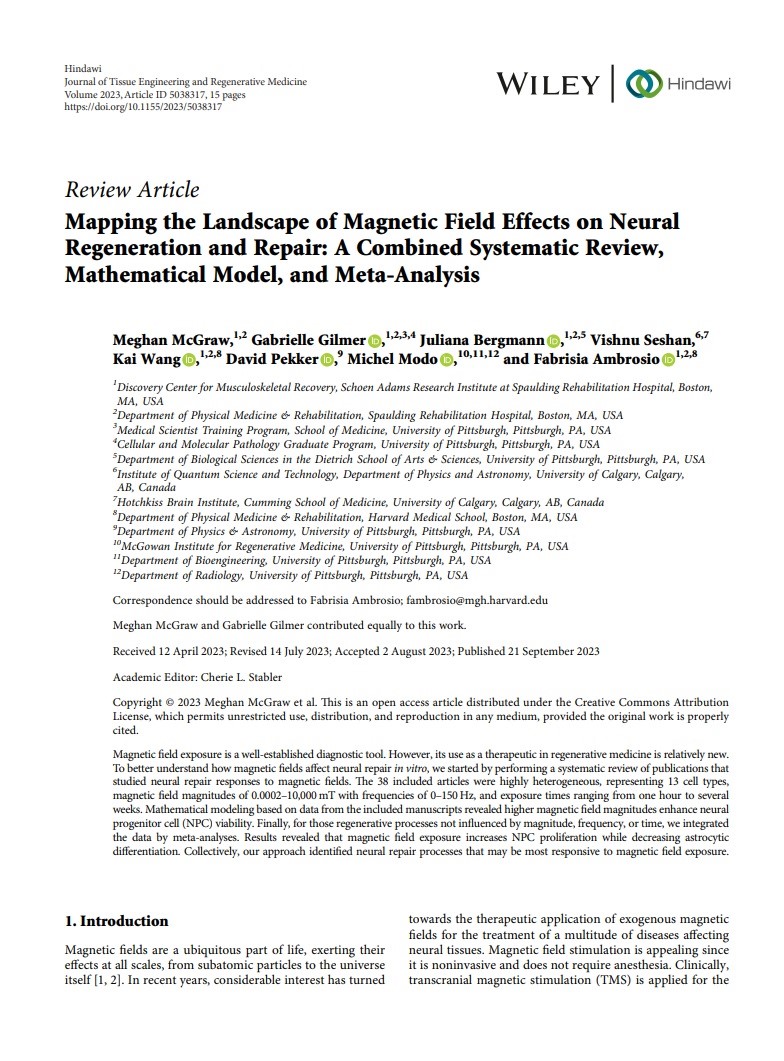 Hindawi
Journal of Tissue Engineering and Regenerative Medicine
Volume 2023, Article ID 5038317, 15 pages
https://doi.org/10.1155/2023/5038317
WILEY | Hindawi
Review Article
Mapping the Landscape of Magnetic Field Effects on Neural
Regeneration and Repair: A Combined Systematic Review,
Mathematical Model, and Meta-Analysis
Meghan McGraw,1,2 Gabrielle Gilmer iD,1,2,3,4 Juliana Bergmann iD,1,2,5 Vishnu Seshan,6,7
Kai Wang iD,1,2,8 David Pekker iD,9 Michel Modo iD,10,11,12 and Fabrisia Ambrosio iD1,2,8
1Discovery Center for Musculoskeletal Recovery, Schoen Adams Research Institute at Spaulding Rehabilitation Hospital, Boston,
MA, USA
2Department of Physical Medicine & Rehabilitation, Spaulding Rehabilitation Hospital, Boston, MA, USA
3Medical Scientist Training Program, School of Medicine, University of Pittsburgh, Pittsburgh, PA, USA
4Cellular and Molecular Pathology Graduate Program, University of Pittsburgh, Pittsburgh, PA, USA
5Department of Biological Sciences in the Dietrich School of Arts & Sciences, University of Pittsburgh, Pittsburgh, PA, USA
6Institute of Quantum Science and Technology, Department of Physics and Astronomy, University of Calgary, Calgary,
AB, Canada
7Hotchkiss Brain Institute, Cumming School of Medicine, University of Calgary, Calgary, AB, Canada
8Department of Physical Medicine & Rehabilitation, Harvard Medical School, Boston, MA, USA
9Department of Physics & Astronomy, University of Pittsburgh, Pittsburgh, PA, USA
10McGowan Institute for Regenerative Medicine, University of Pittsburgh, Pittsburgh, PA, USA
11Department of Bioengineering, University of Pittsburgh, Pittsburgh, PA, USA
12Department of Radiology, University of Pittsburgh, Pittsburgh, PA, USA
Correspondence should be addressed to Fabrisia Ambrosio; fambrosio@mgh.harvard.edu
Meghan McGraw and Gabrielle Gilmer contributed equally to this work.
Received 12 April 2023; Revised 14 July 2023; Accepted 2 August 2023; Published 21 September 2023
Academic Editor: Cherie L. Stabler
Copyright © 2023 Meghan McGraw et al. This is an open access article distributed under the Creative Commons Attribution
License, which permits unrestricted use, distribution, and reproduction in any medium, provided the original work is properly
cited.
Magnetic field exposure is a well-established diagnostic tool. However, its use as a therapeutic in regenerative medicine is relatively new.
To better understand how magnetic fields affect neural repair in vitro, we started by performing a systematic review of publications that
studied neural repair responses to magnetic fields. The 38 included articles were highly heterogeneous, representing 13 cell types,
magnetic field magnitudes of 0.0002–10,000 mT with frequencies of 0–150 Hz, and exposure times ranging from one hour to several
weeks. Mathematical modeling based on data from the included manuscripts revealed higher magnetic field magnitudes enhance neural
progenitor cell (NPC) viability. Finally, for those regenerative processes not influenced by magnitude, frequency, or time, we integrated
the data by meta-analyses. Results revealed that magnetic field exposure increases NPC proliferation while decreasing astrocytic
differentiation. Collectively, our approach identified neural repair processes that may be most responsive to magnetic field exposure.
1. Introduction
Magnetic fields are a ubiquitous part of life, exerting their
effects at all scales, from subatomic particles to the universe
itself [1, 2]. In recent years, considerable interest has turned
towards the therapeutic application of exogenous magnetic
fields for the treatment of a multitude of diseases affecting
neural tissues. Magnetic field stimulation is appealing since
it is noninvasive and does not require anesthesia. Clinically,
transcranial magnetic stimulation (TMS) is applied for the